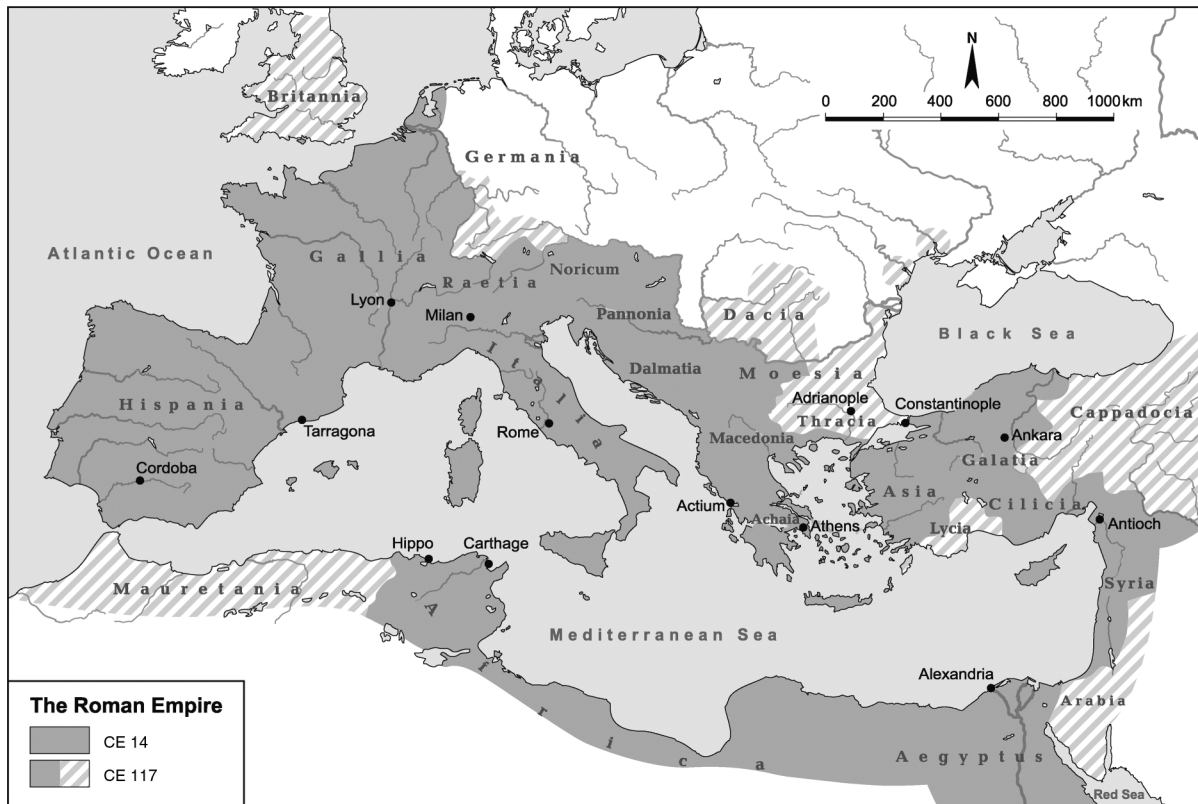 N
0 200 400 600 800 1000 km
Britannia
Germania
Atlantic Ocean
Gallia
Raetia
Noricum
Lyon
Milan
Pannonia
Dacia
Black Sea
Italia
Dalmatia
Moesia
Hispania
Adrianople
Constantinople
Cappadocia
Tarragona
Rome
Thracia
Macedonia
Ankara
Galatia
Cordoba
Asia
Cilicia
Actium
Achaia
Athens
Lycia
Antioch
Hippo
Carthage
Mauretania
Syria
Africa
Mediterranean Sea
Alexandria
Arabia
Aegyptus
Red Sea
The Roman Empire
CE 14
CE 117